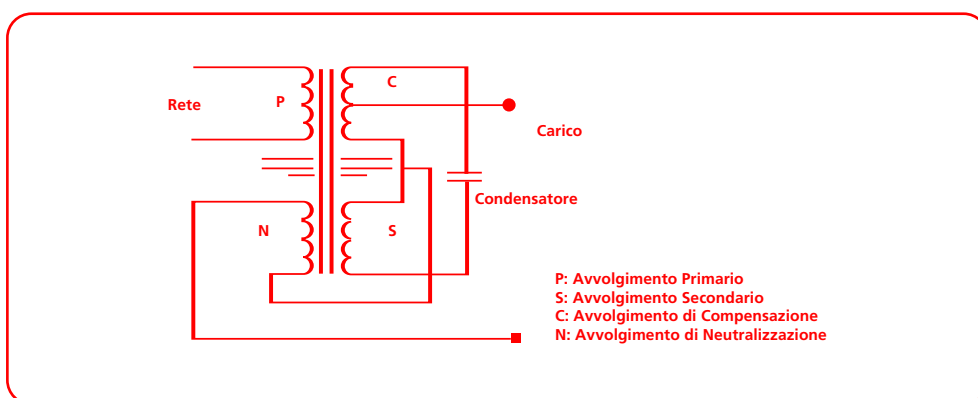 C
Rete
P
Carico
Condensatore
N
S
P: Avvolgimento Primario
S: Avvolgimento Secondario
C: Avvolgimento di Compensazione
N: Avvolgimento di Neutralizzazione